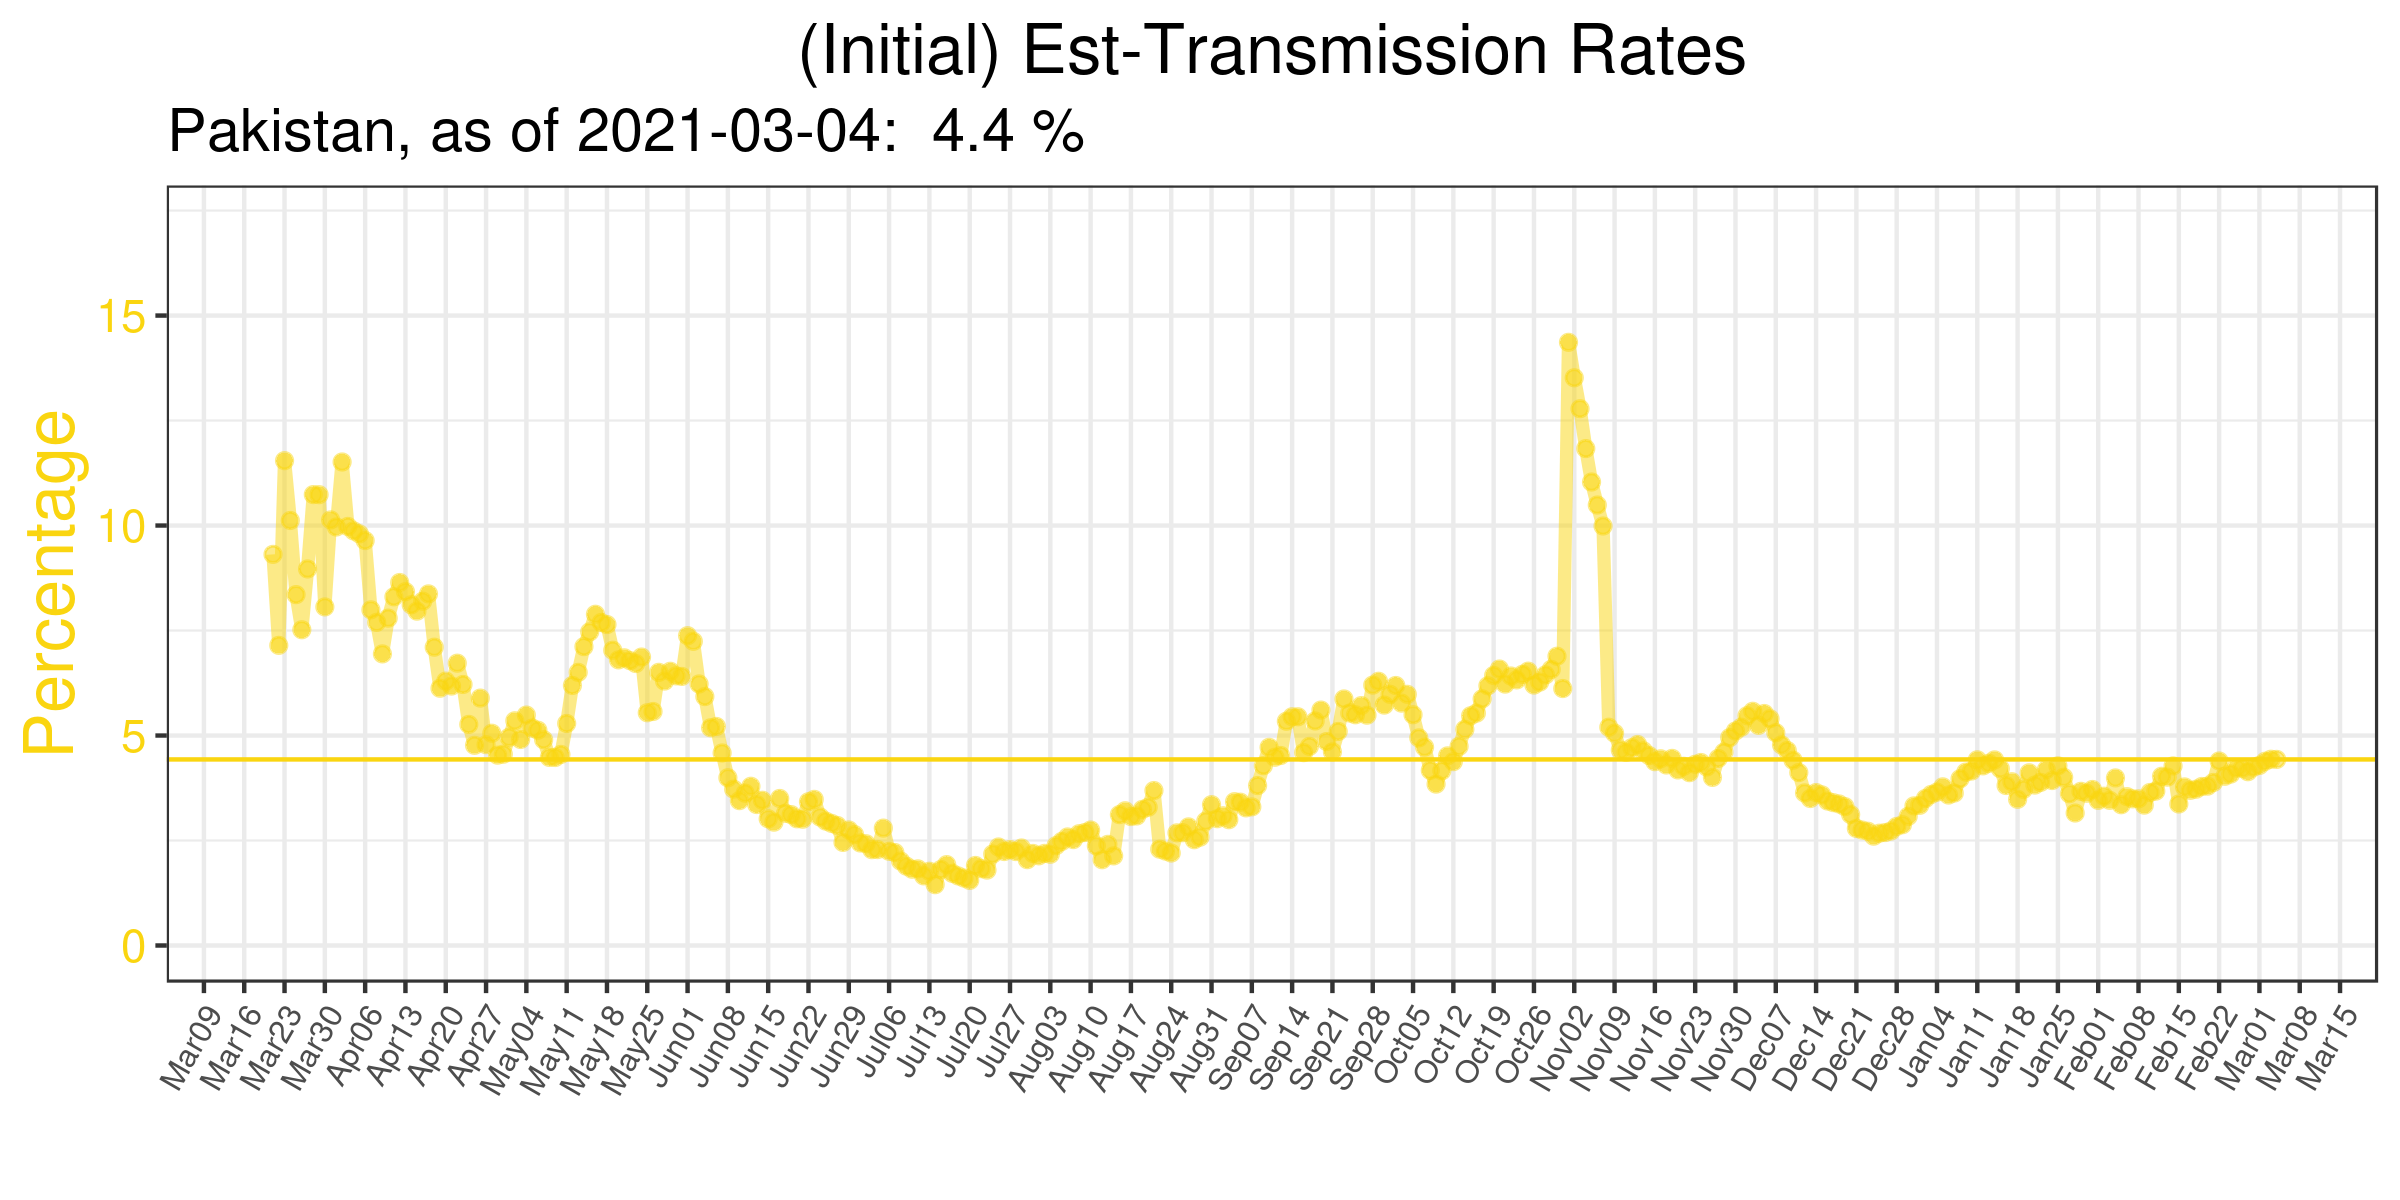 (Initial) Est-Transmission Rates
Pakistan, as of 2021-03-04:  4.4 %
Percentage
15
10
5
0
Mar09
Mar16
Mar23
Mar30
Apr06
Apr13
Apr20
Apr27
May04
May11
May18
May25
Jun01
Jun08
Jun15
Jun22
Jun29
Jul06
Jul13
Jul20
Jul27
Aug03
Aug10
Aug17
Aug24
Aug31
Sep07
Sep14
Sep21
Sep28
Oct05
Oct12
Oct19
Oct26
Nov02
Nov09
Nov16
Nov23
Nov30
Dec07
Dec14
Dec21
Dec28
Jan04
Jan11
Jan18
Jan25
Feb01
Feb08
Feb15
Feb22
Mar01
Mar08
Mar15